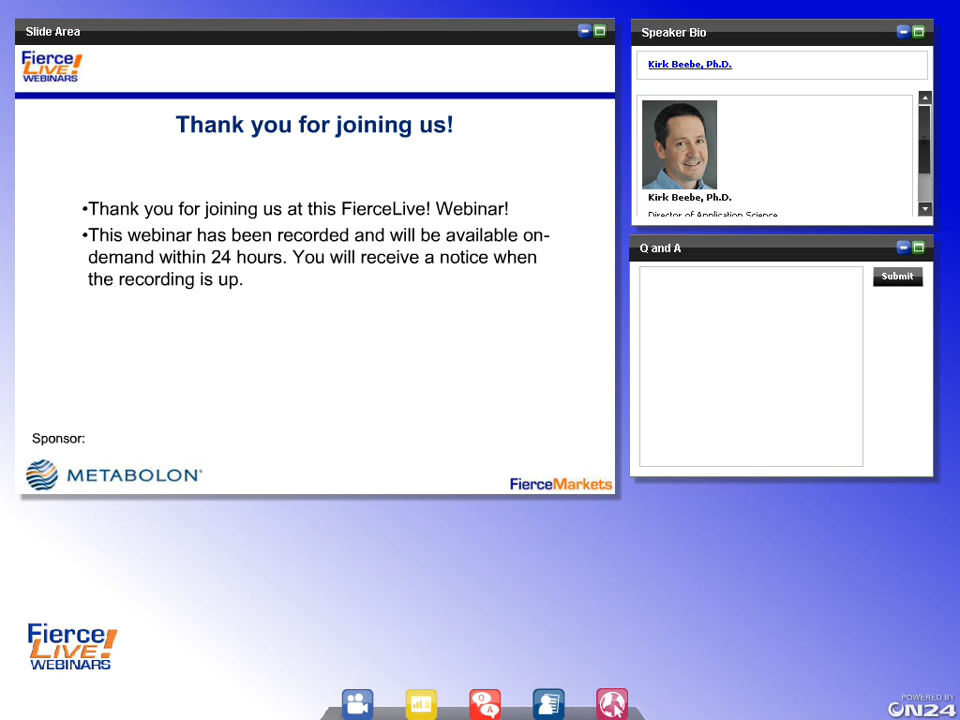 Slide Area
Fierce
LIVE!
WEBINARS
Thank you for joining us!
•Thank you for joining us at this FierceLive! Webinar!
•This webinar has been recorded and will be available on-
demand within 24 hours. You will receive a notice when
the recording is up.
Sponsor:
METABOLON
FierceMarkets
Speaker Bio
Kirk Beebe, Ph.D.
Kirk Beebe, Ph.D.
Director of Application Science
Q and A
Submit
Fierce
LIVE!
WEBINARS
Q
A
POWERED BY
ON24